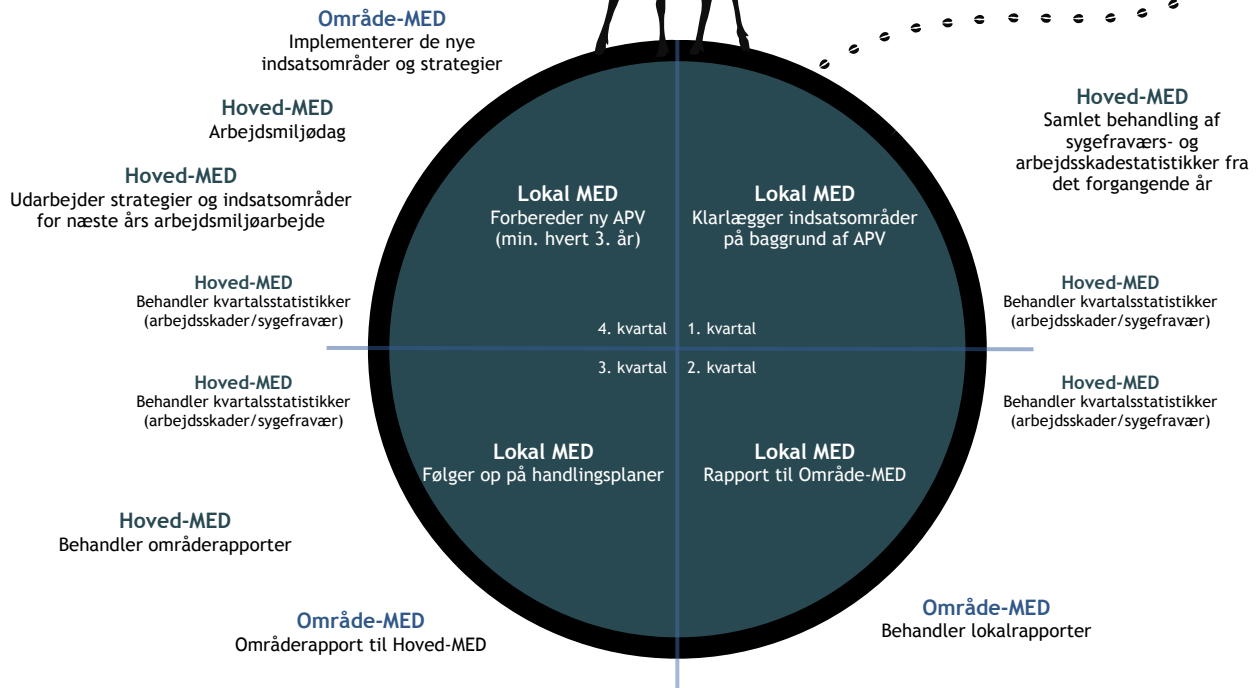 Område-MED
Implementerer de nye
indsatsområder og strategier
Hoved-MED
Arbejdsmiljødag
Hoved-MED
Udarbejder strategier og indsatsområder
for næste års arbejdsmiljøarbejde
Hoved-MED
Samlet behandling af
sygefraværs- og
arbejdsskadestatistikker fra
det forgangende år
Lokal MED
Forbereder ny APV
(min. hvert 3. år)
Lokal MED
Klarlægger indsatsområder
på baggrund af APV
Hoved-MED
Behandler kvartalsstatistikker
(arbejdsskader/sygefravær)
4. kvartal
1. kvartal
Hoved-MED
Behandler kvartalsstatistikker
(arbejdsskader/sygefravær)
Hoved-MED
Behandler kvartalsstatistikker
(arbejdsskader/sygefravær)
3. kvartal
2. kvartal
Hoved-MED
Behandler kvartalsstatistikker
(arbejdsskader/sygefravær)
Lokal MED
Følger op på handlingsplaner
Lokal MED
Rapport til Område-MED
Hoved-MED
Behandler områderapporter
Område-MED
Områderapport til Hoved-MED
Område-MED
Behandler lokalrapporter